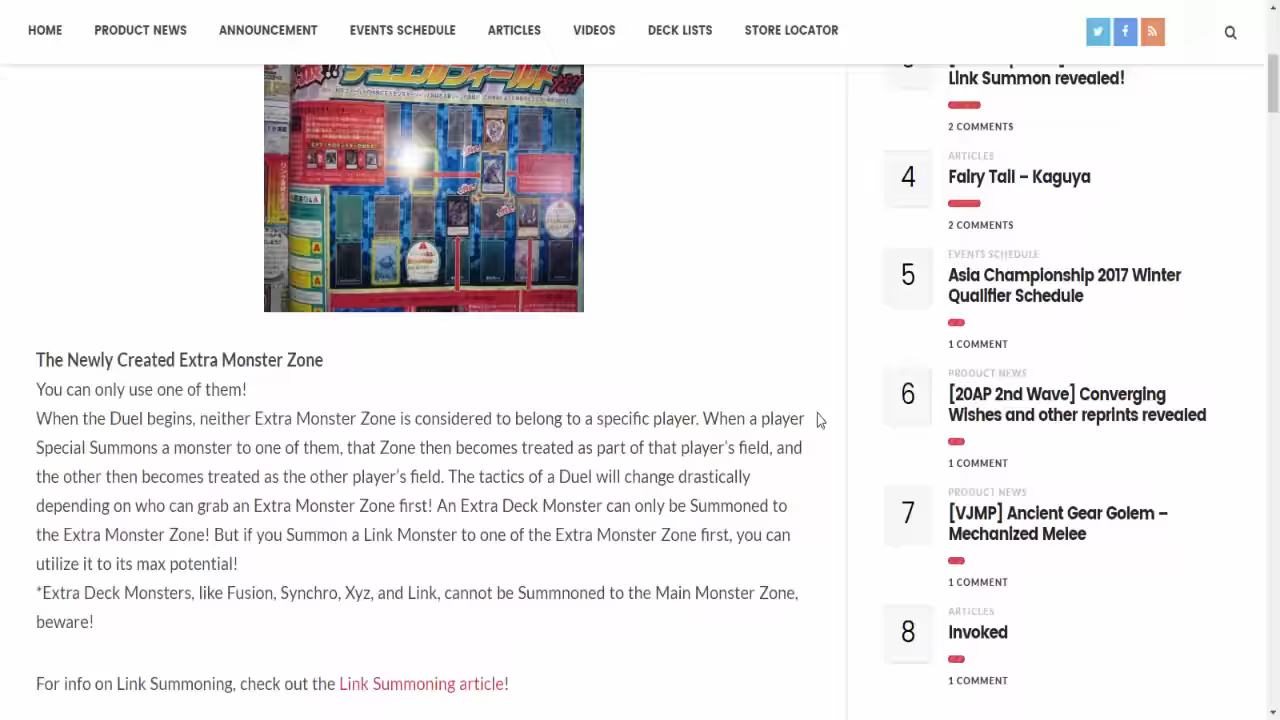 HOME PRODUCT NEWS ANNOUNCEMENT EVENTS SCHEDULE ARTICLES VIDEOS DECK LISTS STORE LOCATOR
デュエルフィールド
The Newly Created Extra Monster Zone
You can only use one of them!
When the Duel begins, neither Extra Monster Zone is considered to belong to a specific player. When a player
Special Summons a monster to one of them, that Zone then becomes treated as part of that player's field, and
the other then becomes treated as the other player's field. The tactics of a Duel will change drastically
depending on who can grab an Extra Monster Zone first! An Extra Deck Monster can only be Summoned to
the Extra Monster Zone! But if you Summon a Link Monster to one of the Extra Monster Zone first, you can
utilize it to its max potential!
*Extra Deck Monsters, like Fusion, Synchro, Xyz, and Link, cannot be Summnoned to the Main Monster Zone,
beware!
For info on Link Summoning, check out the Link Summoning article!
Link Summon revealed!
2 COMMENTS
4
ARTICLES
Fairy Tail – Kaguya
2 COMMENTS
5
EVENTS SCHEDULE
Asia Championship 2017 Winter
Qualifier Schedule
1 COMMENT
6
PRODUCT NEWS
[20AP 2nd Wave] Converging
Wishes and other reprints revealed
1 COMMENT
7
PRODUCT NEWS
[VJMP] Ancient Gear Golem –
Mechanized Melee
1 COMMENT
8
ARTICLES
Invoked
1 COMMENT